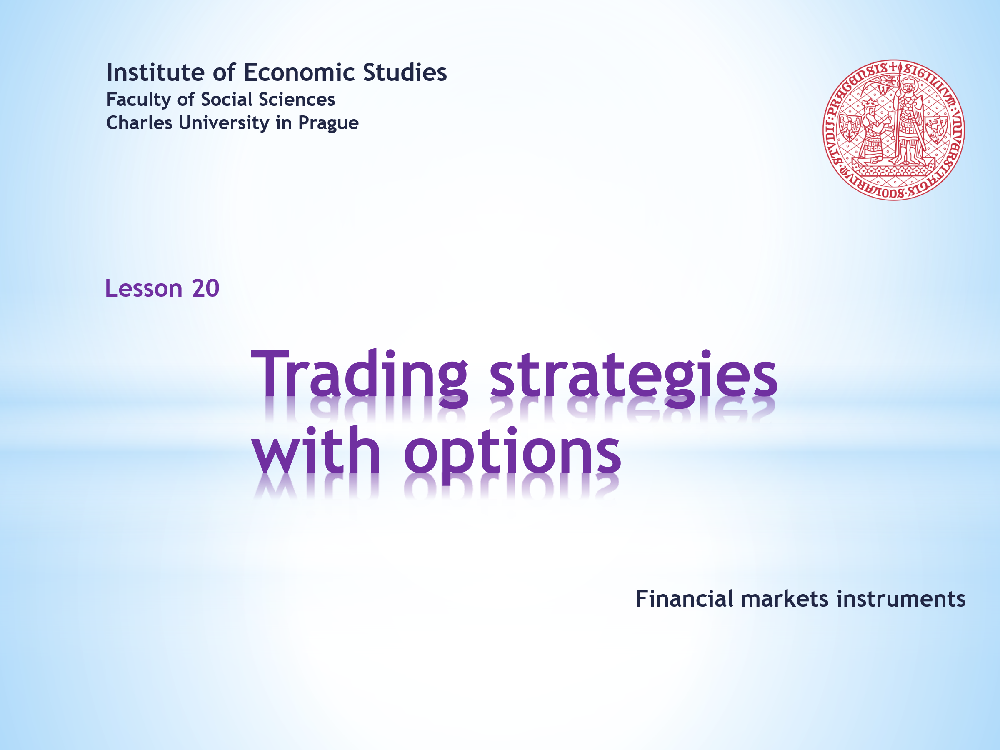 Institute of Economic Studies
Faculty of Social Sciences
Charles University in Prague
SIGILLVM : VNIVERSITATIS · SCOLARIVM · STVDII : PRAGENSIS
Lesson 20
Trading strategies
with options
Financial markets instruments